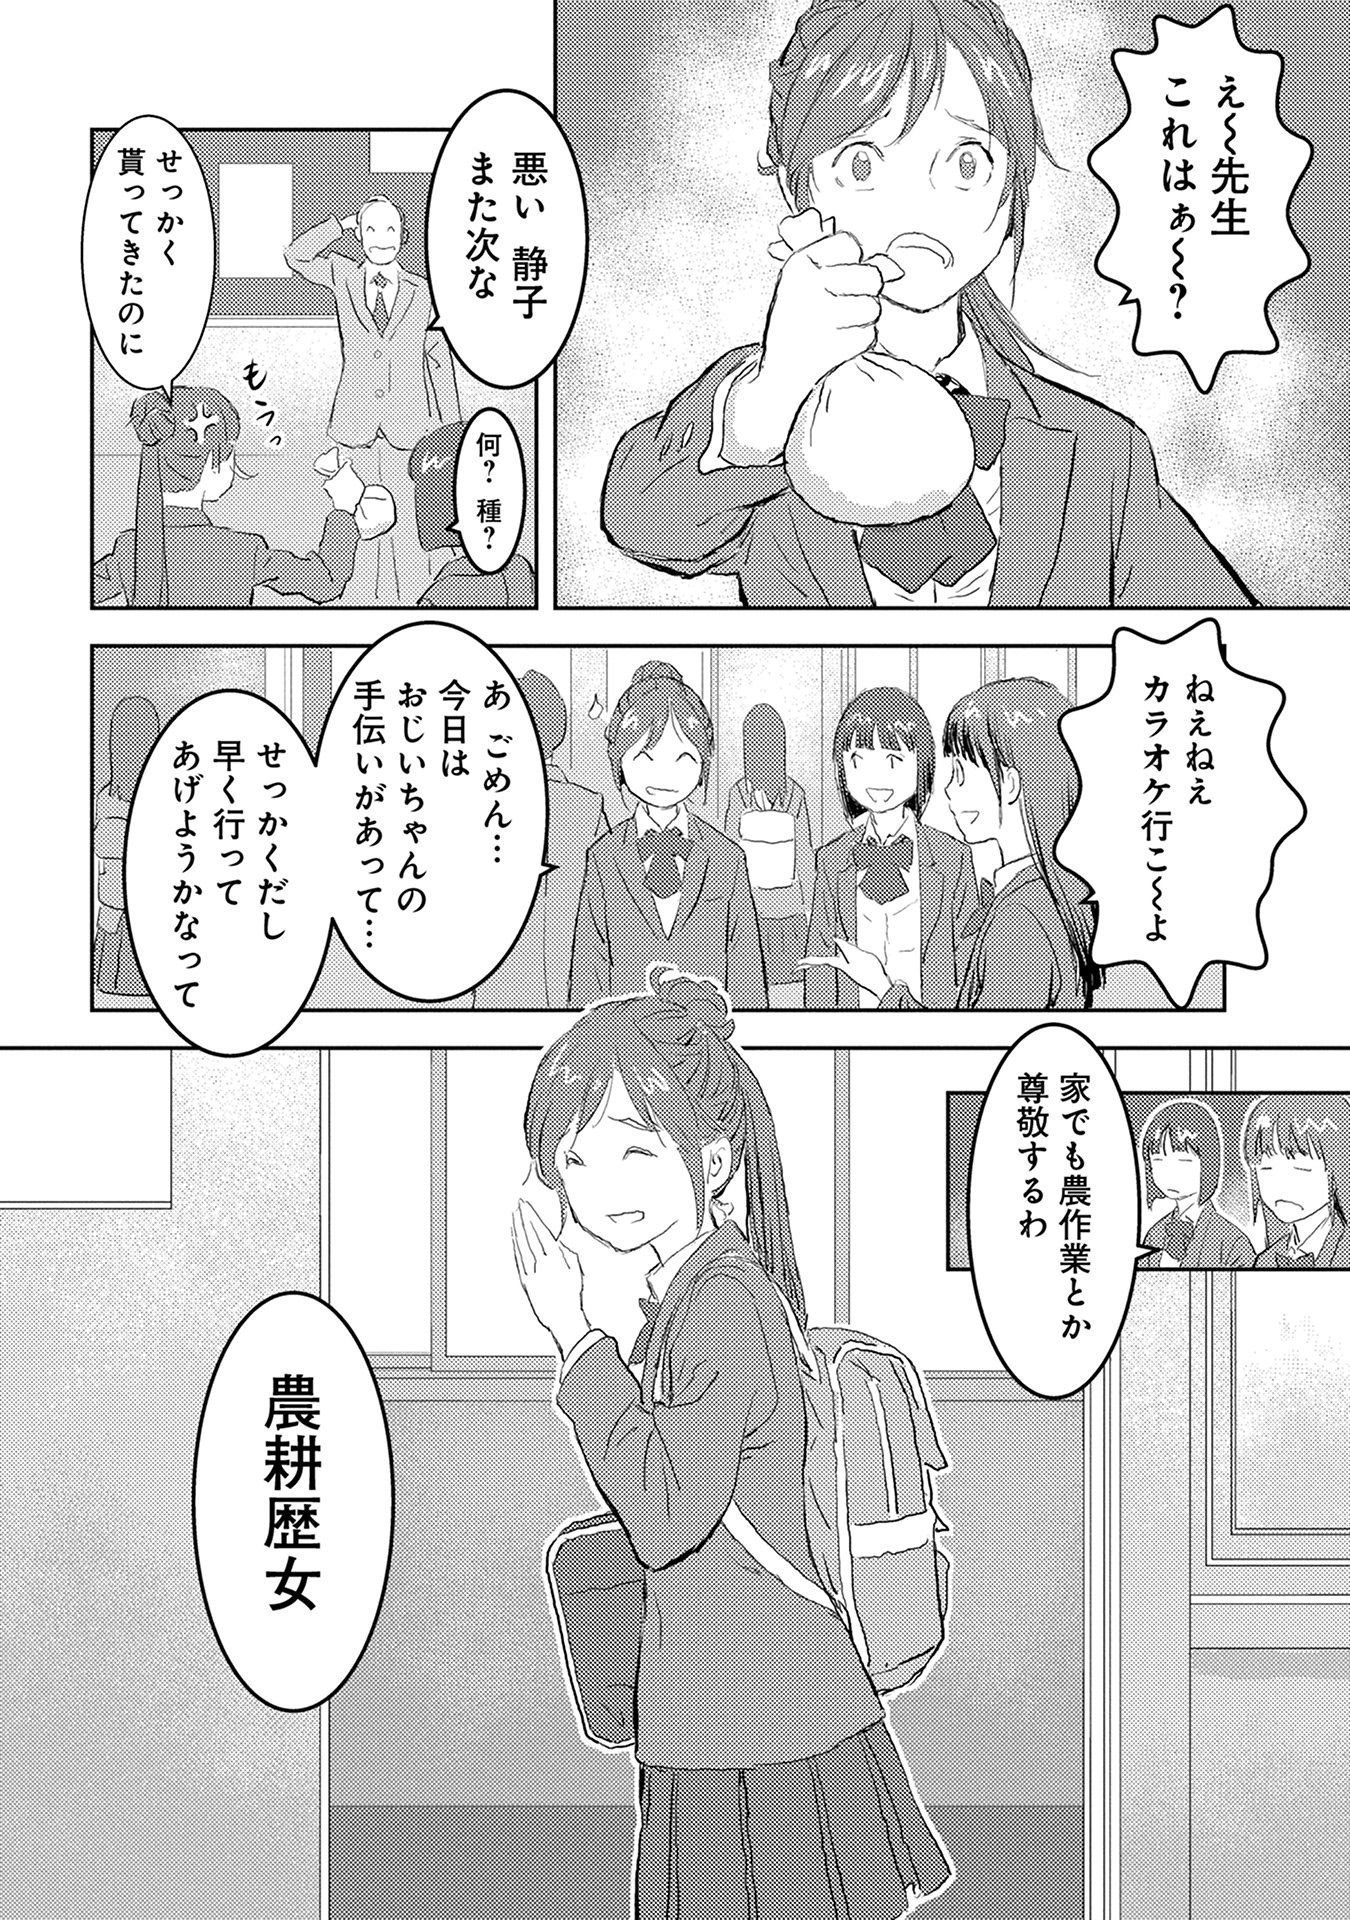 え〜先生
これはぁ〜〜?
悪い 静子
また次な
せっかく
貰ってきたのに
もうっ
何? 種?
ねえねえ
カラオケ行こ〜よ
あ ごめん…
今日は
おじいちゃんの
手伝いがあって…
せっかくだし
早く行って
あげようかなって
家でも農作業とか
尊敬するわ
農耕歴女